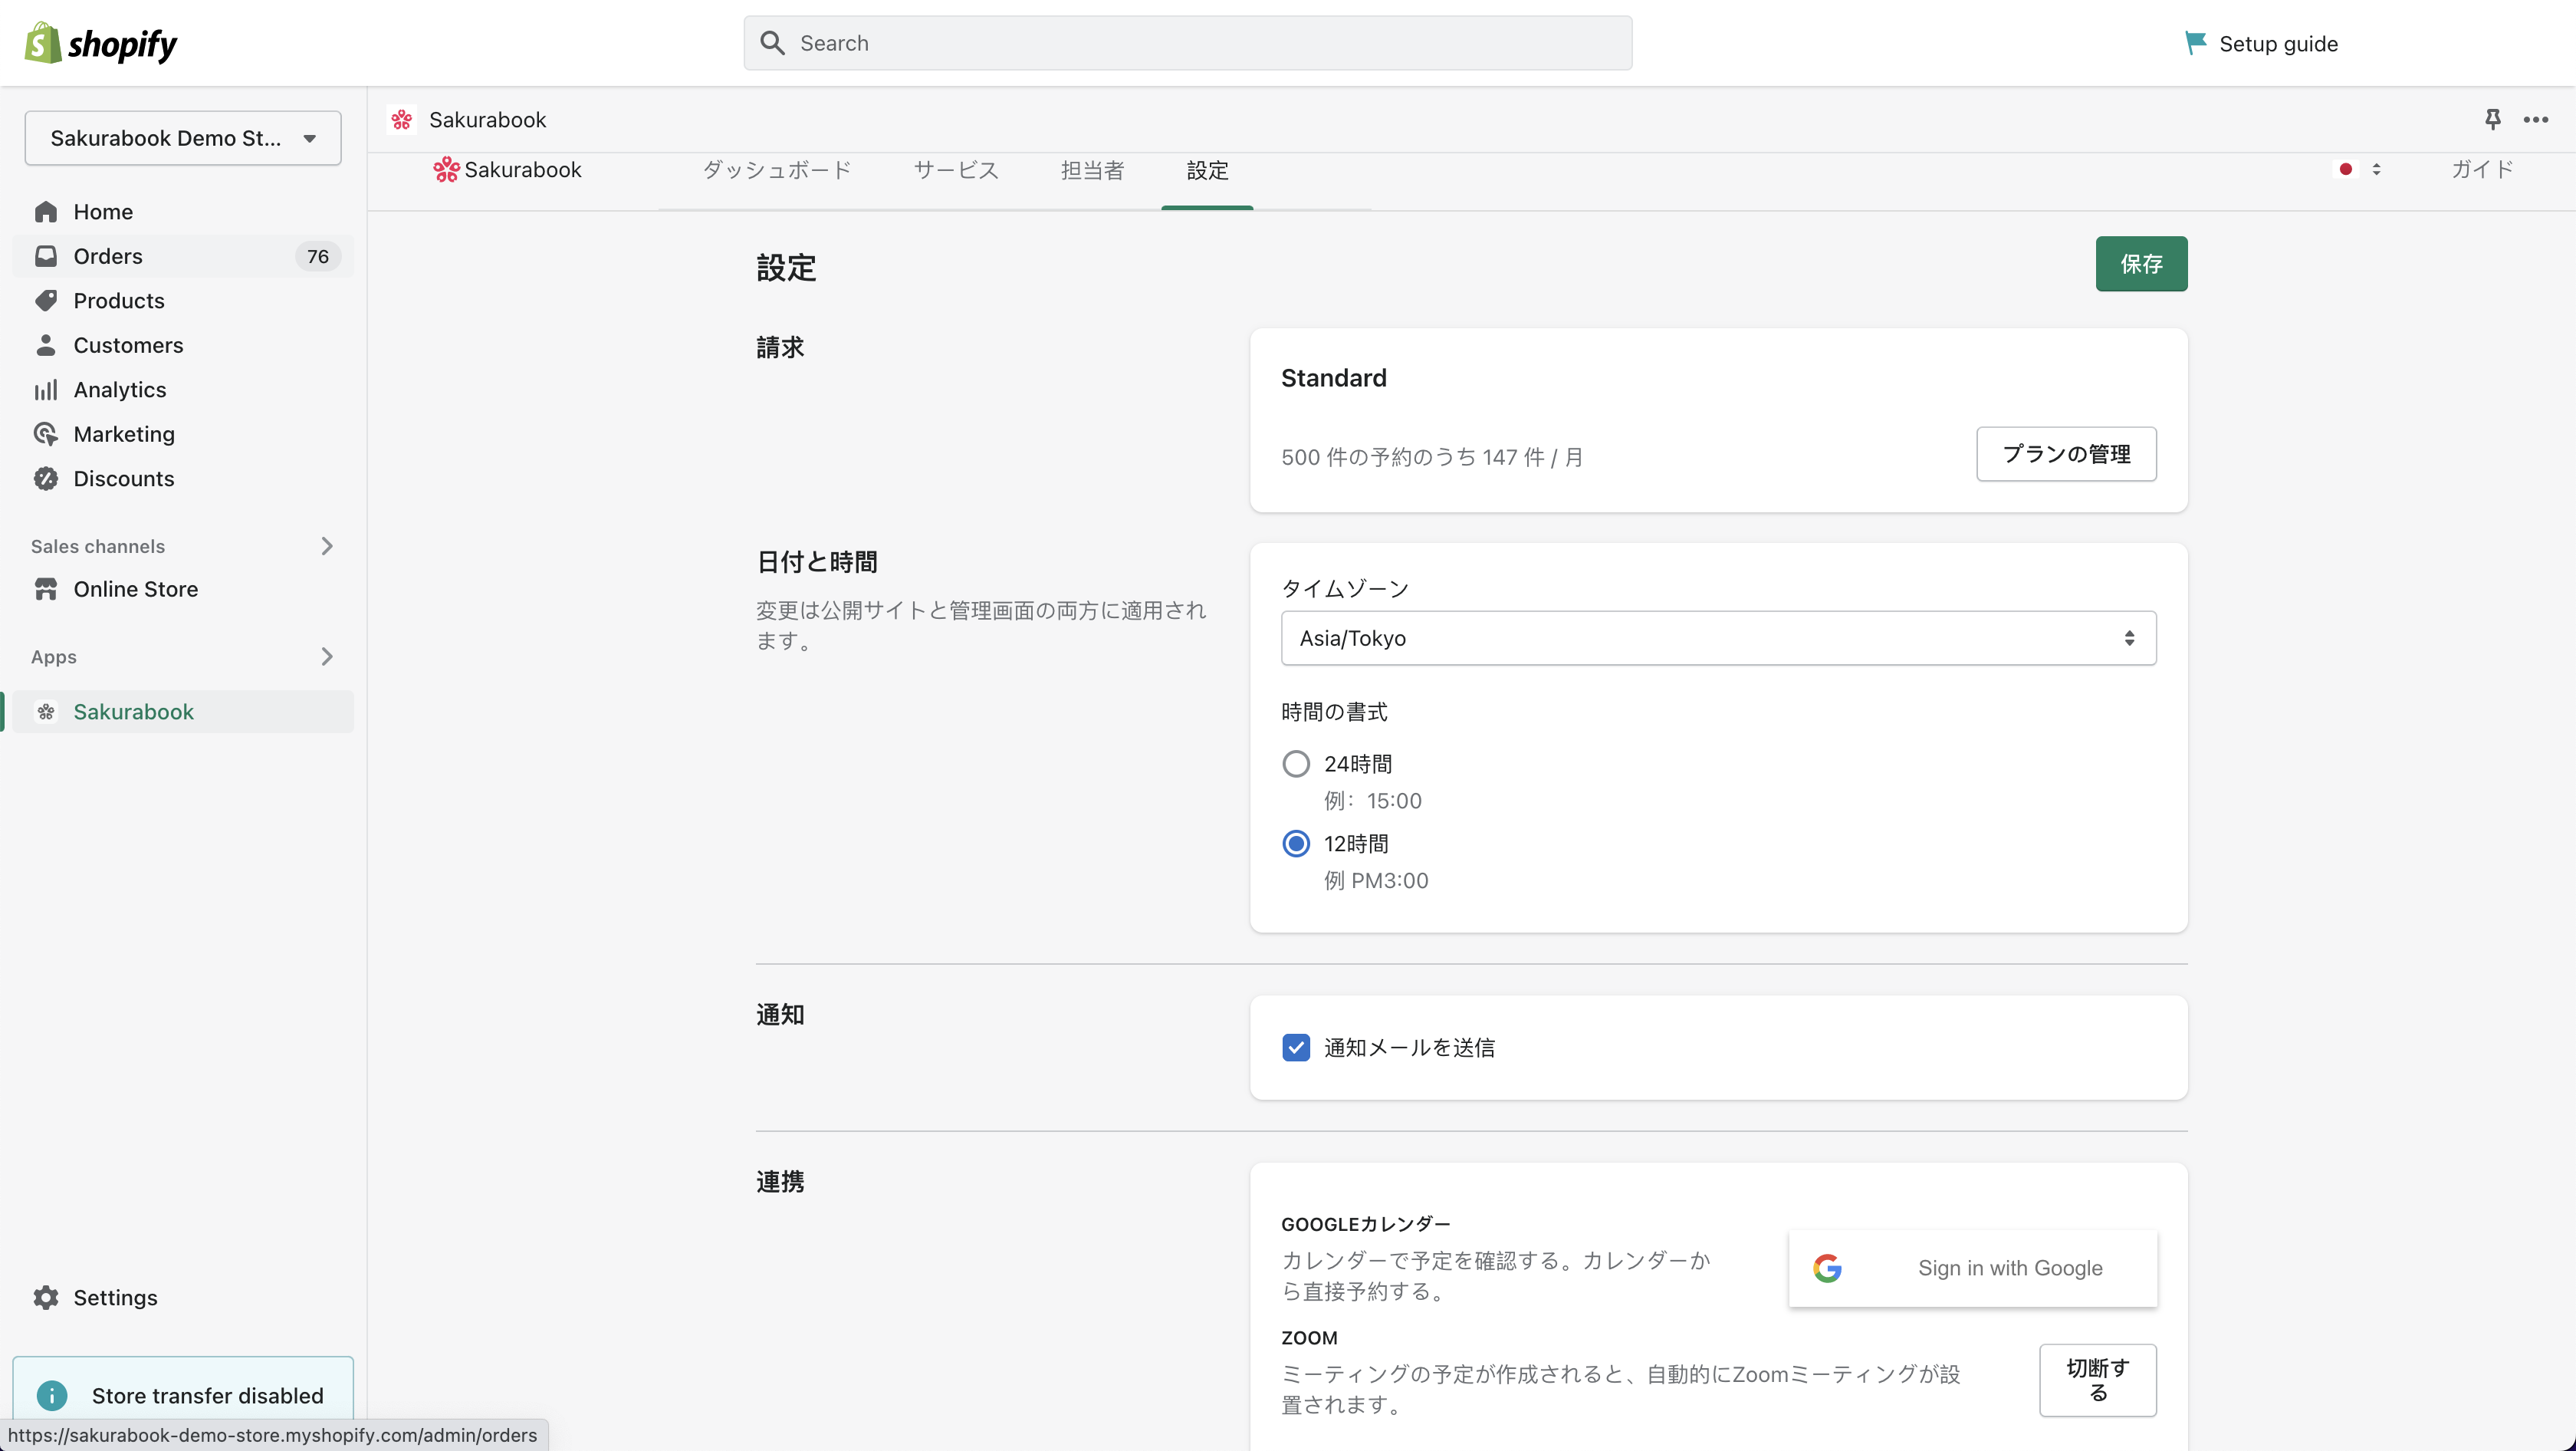 shopify
Search
Setup guide
Sakurabook Demo St...
Home
Orders
76
Products
Customers
Analytics
Marketing
Discounts
Sales channels
Online Store
Apps
Sakurabook
Settings
Store transfer disabled
https://sakurabook-demo-store.myshopify.com/admin/orders
Sakurabook
Sakurabook
ダッシュボード
サービス
担当者
設定
ガイド
設定
保存
請求
Standard
500 件の予約のうち 147 件 / 月
プランの管理
日付と時間
変更は公開サイトと管理画面の両方に適用され
ます。
タイムゾーン
Asia/Tokyo
時間の書式
24時間
例：15:00
12時間
例 PM3:00
通知
通知メールを送信
連携
GOOGLEカレンダー
カレンダーで予定を確認する。カレンダーか
ら直接予約する。
Sign in with Google
ZOOM
ミーティングの予定が作成されると、自動的にZoomミーティングが設
置されます。
切断す
る